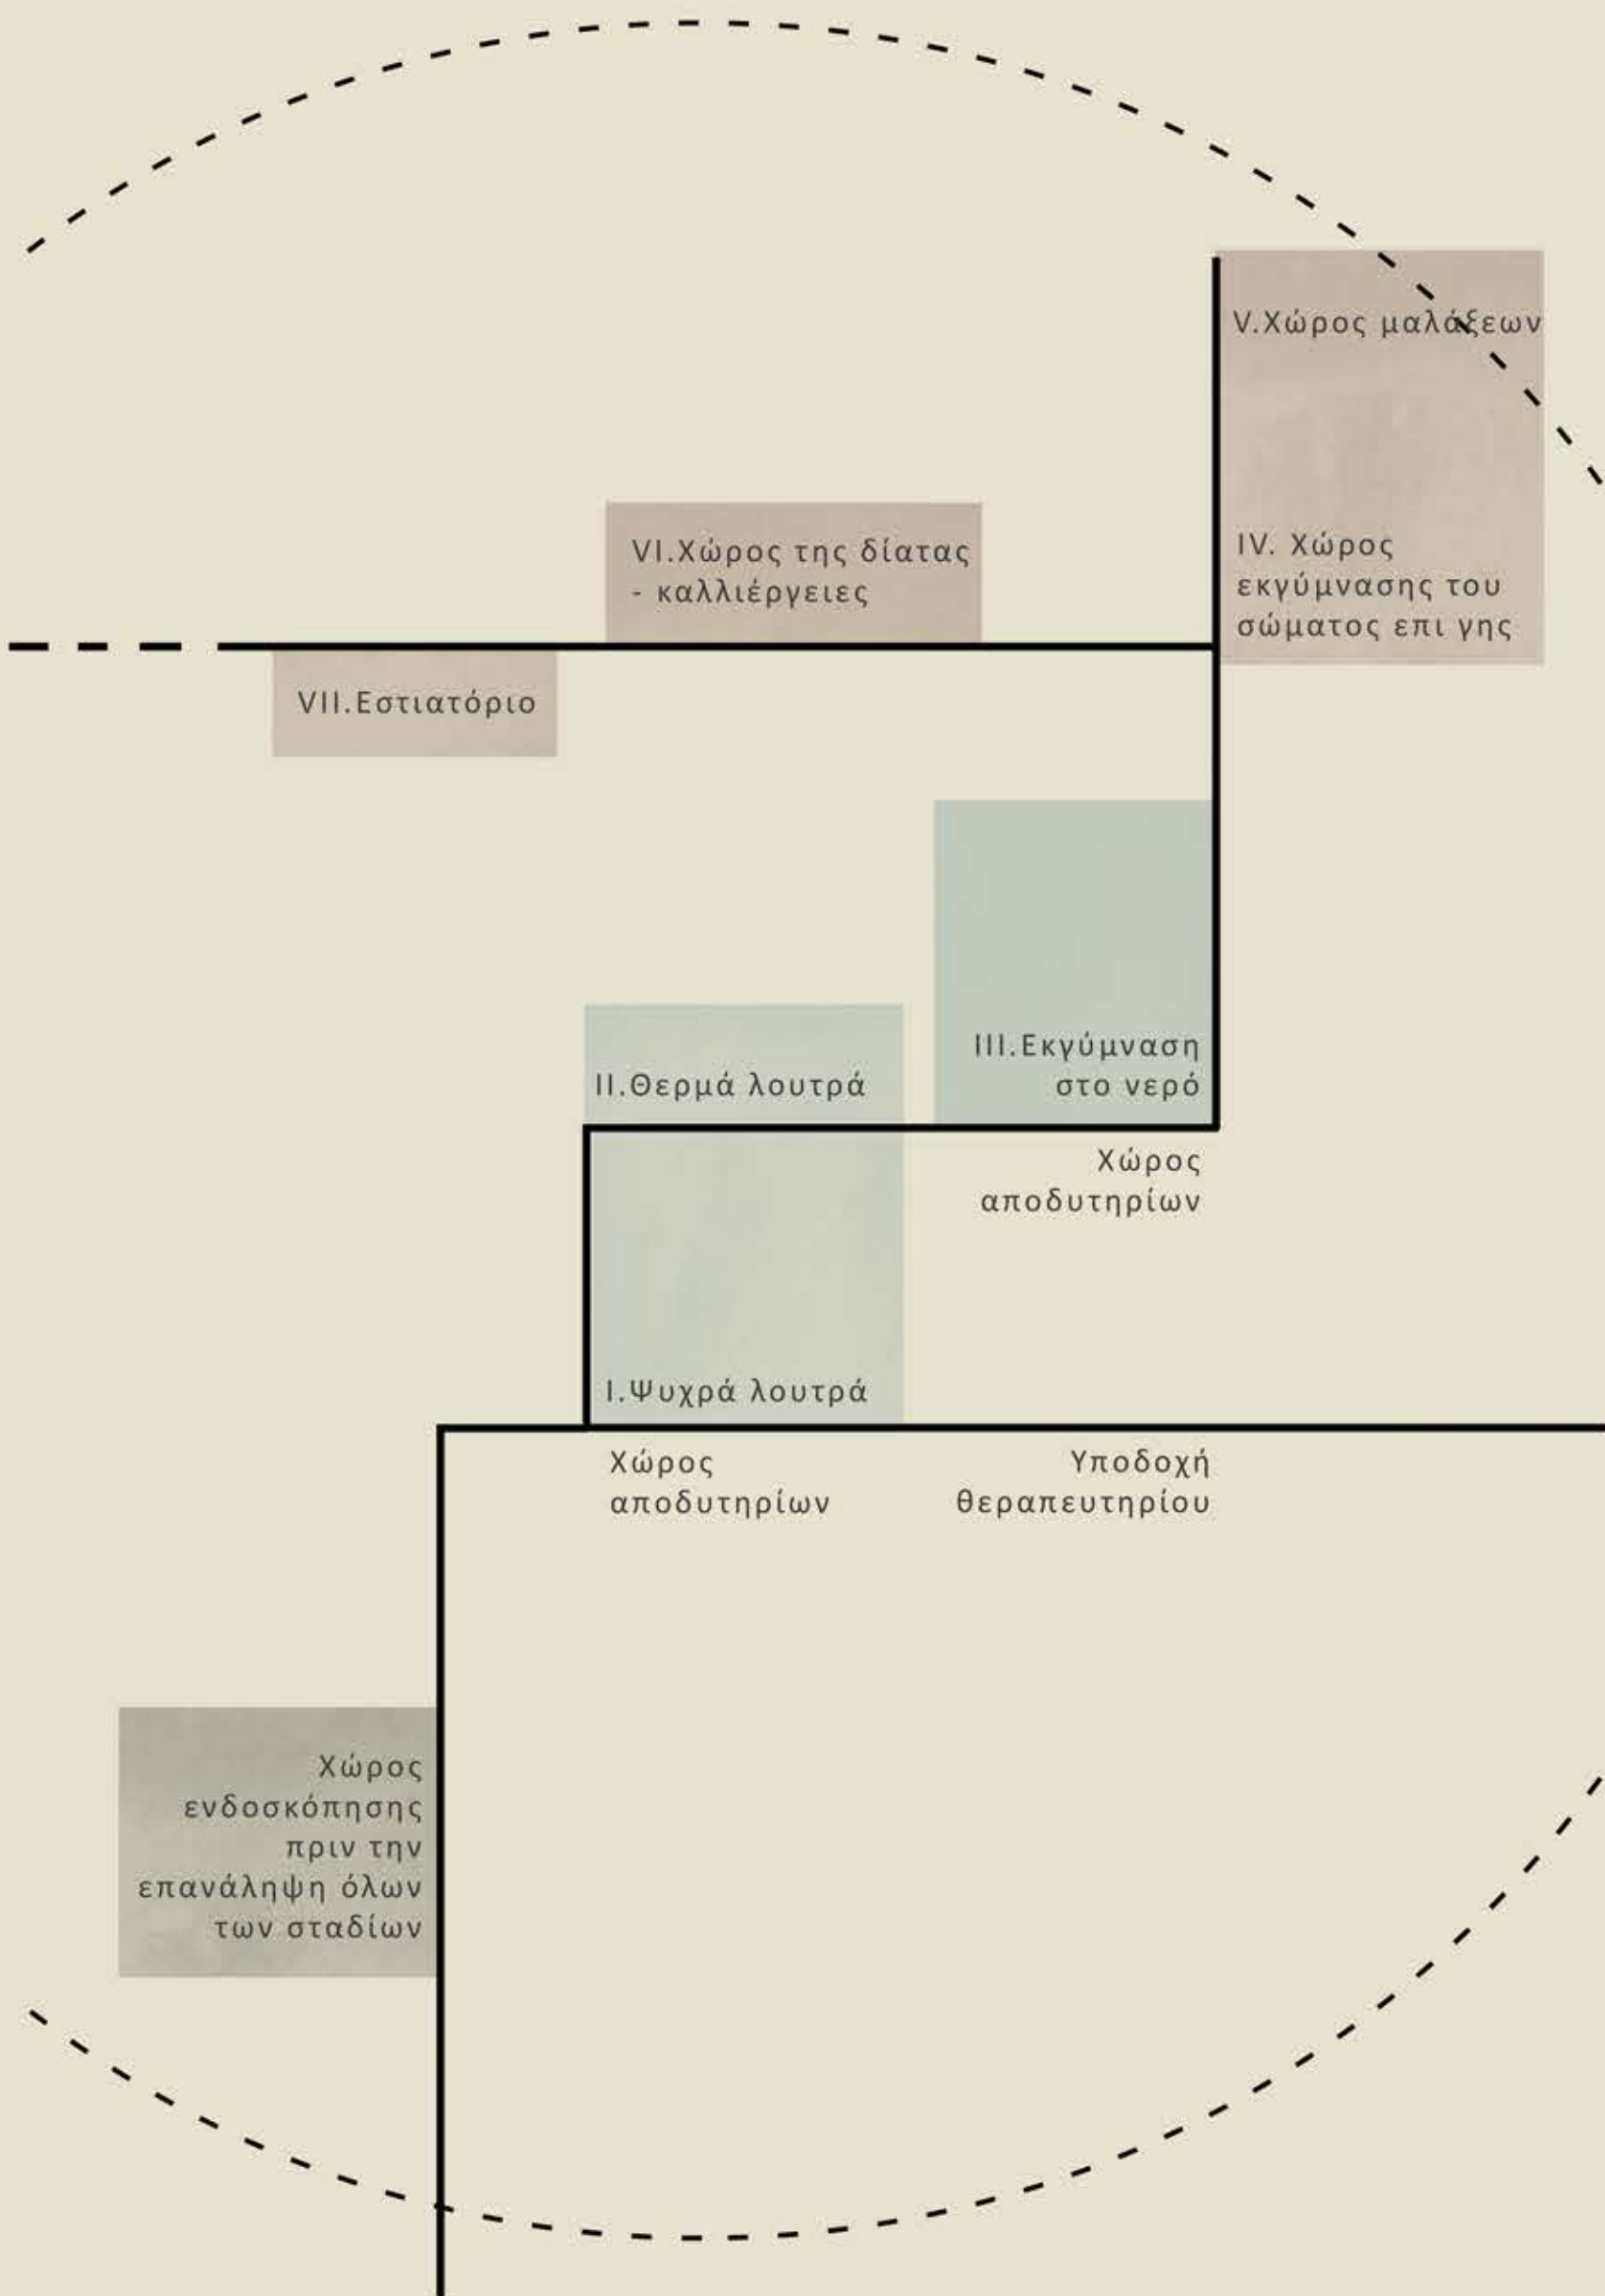 V.Χώρος μαλάξεων
VI.Χώρος της δίατας
- καλλιέργειες
IV. Χώρος
εκγύμνασης του
σώματος επι γης
VII.Εστιατόριο
III.Εκγύμναση
στο νερό
II.Θερμά λουτρά
Χώρος
αποδυτηρίων
I.Ψυχρά λουτρά
Χώρος
αποδυτηρίων
Υποδοχή
θεραπευτηρίου
Χώρος
ενδοσκόπησης
πριν την
επανάληψη όλων
των σταδίων